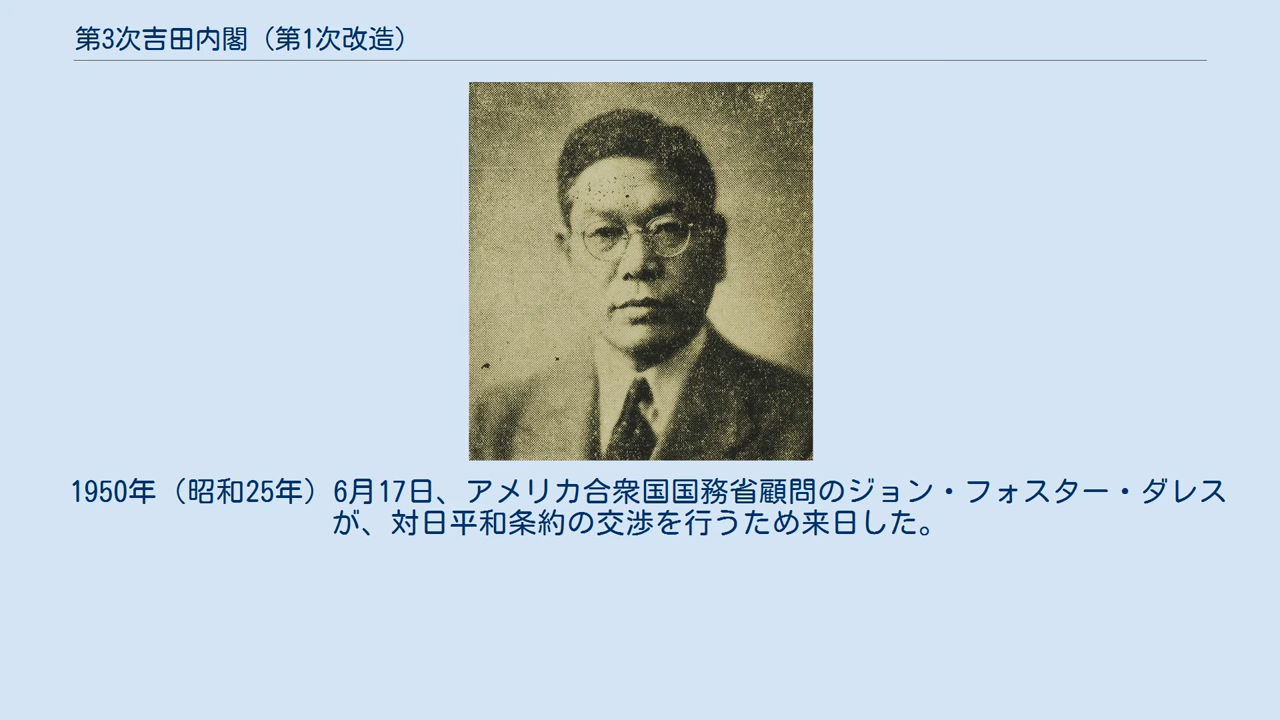 第3次吉田内閣（第1次改造）
1950年（昭和25年）6月17日、アメリカ合衆国国務省顧問のジョン・フォスター・ダレス
が、対日平和条約の交渉を行うため来日した。